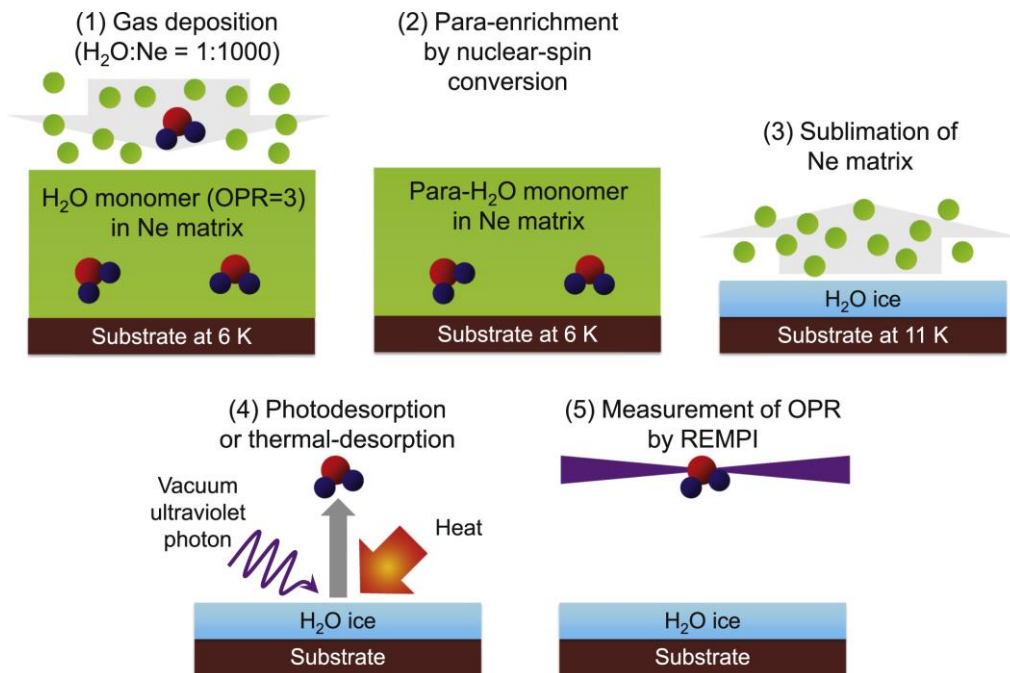 (1) Gas deposition
(H₂O:Ne = 1:1000)
H₂O monomer (OPR=3)
in Ne matrix
Substrate at 6 K
(2) Para-enrichment
by nuclear-spin
conversion
Para-H₂O monomer
in Ne matrix
Substrate at 6 K
(3) Sublimation of
Ne matrix
H₂O ice
Substrate at 11 K
(4) Photodesorption
or thermal-desorption
Vacuum
ultraviolet
photon
Heat
H₂O ice
Substrate
(5) Measurement of OPR
by REMPI
H₂O ice
Substrate